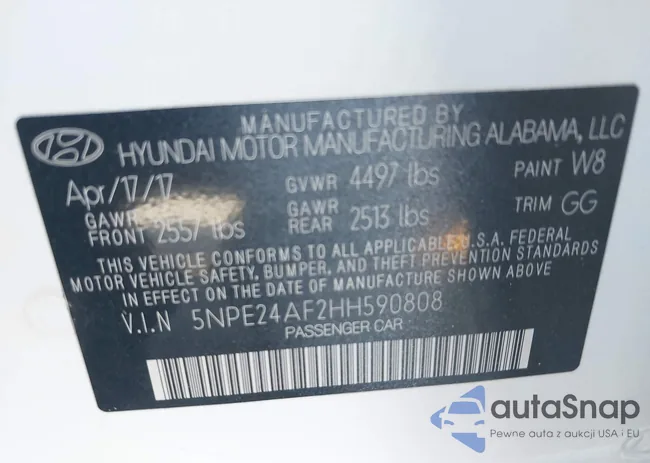 MANUFACTURED BY
HYUNDAI MOTOR MANUFACTURING ALABAMA, LLC
Apr/17/17 GVWR 4497 lbs PAINT W8
GAWR FRONT 2557 lbs GAWR REAR 2513 lbs TRIM GG
THIS VEHICLE CONFORMS TO ALL APPLICABLE U.S.A. FEDERAL
MOTOR VEHICLE SAFETY, BUMPER, AND THEFT PREVENTION STANDARDS
IN EFFECT ON THE DATE OF MANUFACTURE SHOWN ABOVE
V.I.N 5NPE24AF2HH590808
PASSENGER CAR
autaSnap
Pewne auta z aukcji USA i EU